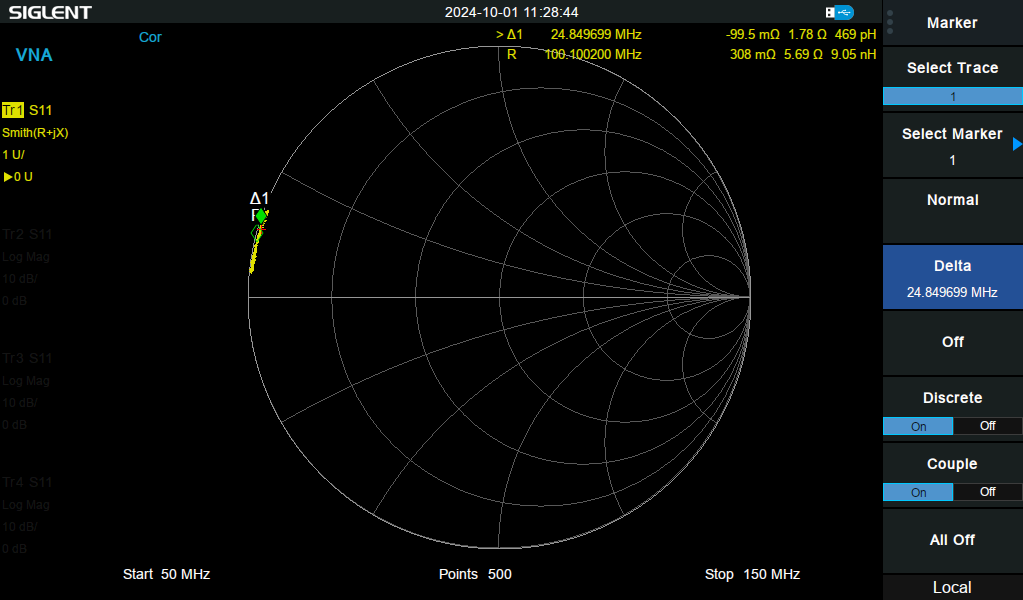 SIGLENT 2024-10-01 11:28:44
VNA
Cor
> Δ1 24.849699 MHz -99.5 mΩ 1.78 Ω 469 pH
R 100.100200 MHz 308 mΩ 5.69 Ω 9.05 nH
Tr1 S11
Smith(R+jX)
1 U/
▶0 U
Tr2 S11
Log Mag
10 dB/
0 dB
Tr3 S11
Log Mag
10 dB/
0 dB
Tr4 S11
Log Mag
10 dB/
0 dB
Δ1
R
Start 50 MHz Points 500 Stop 150 MHz
Marker
Select Trace
1
Select Marker
1
Normal
Delta
24.849699 MHz
Off
Discrete
On Off
Couple
On Off
All Off
Local